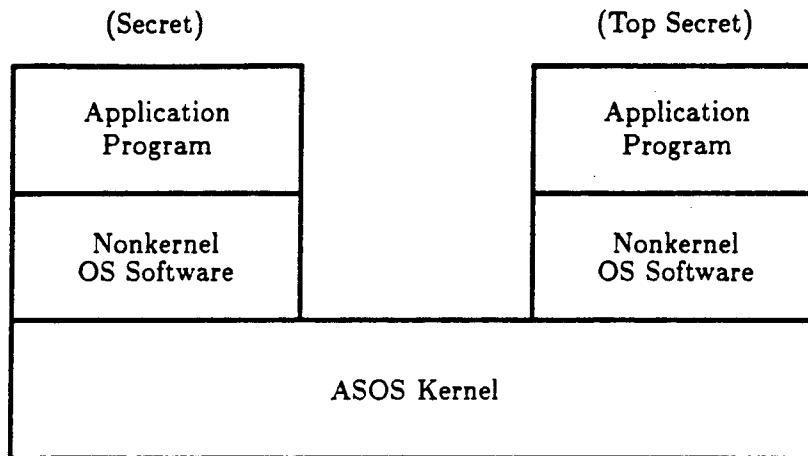 (Secret)
(Top Secret)
Application
Program
Application
Program
Nonkernel
OS Software
Nonkernel
OS Software
ASOS Kernel